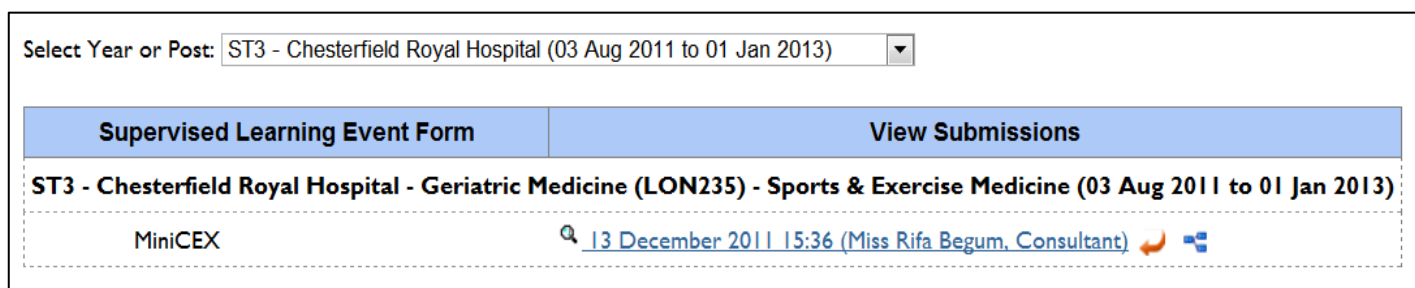 Select Year or Post: ST3 - Chesterfield Royal Hospital (03 Aug 2011 to 01 Jan 2013)
Supervised Learning Event Form View Submissions
ST3 - Chesterfield Royal Hospital - Geriatric Medicine (LON235) - Sports & Exercise Medicine (03 Aug 2011 to 01 Jan 2013)
MiniCEX 13 December 2011 15:36 (Miss Rifa Begum, Consultant)